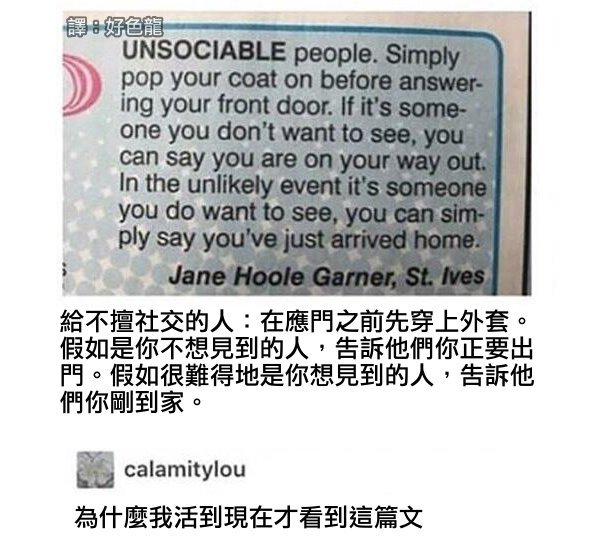 譯：好色龍
UNSOCIABLE people. Simply
pop your coat on before answer-
ing your front door. If it's some-
one you don't want to see, you
can say you are on your way out.
In the unlikely event it's someone
you do want to see, you can sim-
ply say you've just arrived home.
Jane Hoole Garner, St. Ives
給不擅社交的人：在應門之前先穿上外套。
假如是你不想見到的人，告訴他們你正要出
門。假如很難得地是你想見到的人，告訴他
們你剛到家。
calamitylou
為什麼我活到現在才看到這篇文